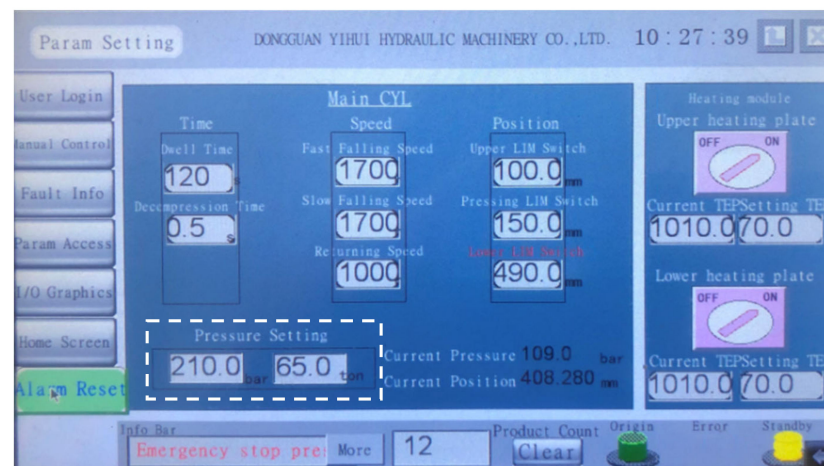 Param Setting
DONGGUAN YIHUI HYDRAULIC MACHINERY CO.,LTD.
10:27:39
User Login
Manual Control
Fault Info
Param Access
I/O Graphics
Home Screen
Alarm Reset
Main CYL
Time
Speed
Position
Dwell Time
Fast Falling Speed
Upper LIM Switch
120 s
1700
100.0 mm
Decompression Time
Slow Falling Speed
Pressing LIM Switch
0.5 s
1700
150.0 mm
Returning Speed
Lower LIM Switch
1000
490.0 mm
Pressure Setting
210.0 bar 65.0 ton
Current Pressure 109.0 bar
Current Position 408.280 mm
Heating module
Upper heating plate
OFF ON
Current TEP Setting TE
1010.0 70.0
Lower heating plate
OFF ON
Current TEP Setting TE
1010.0 70.0
Info Bar
Emergency stop pre
More
12
Product Count
Clear
Origin
Error
Standby